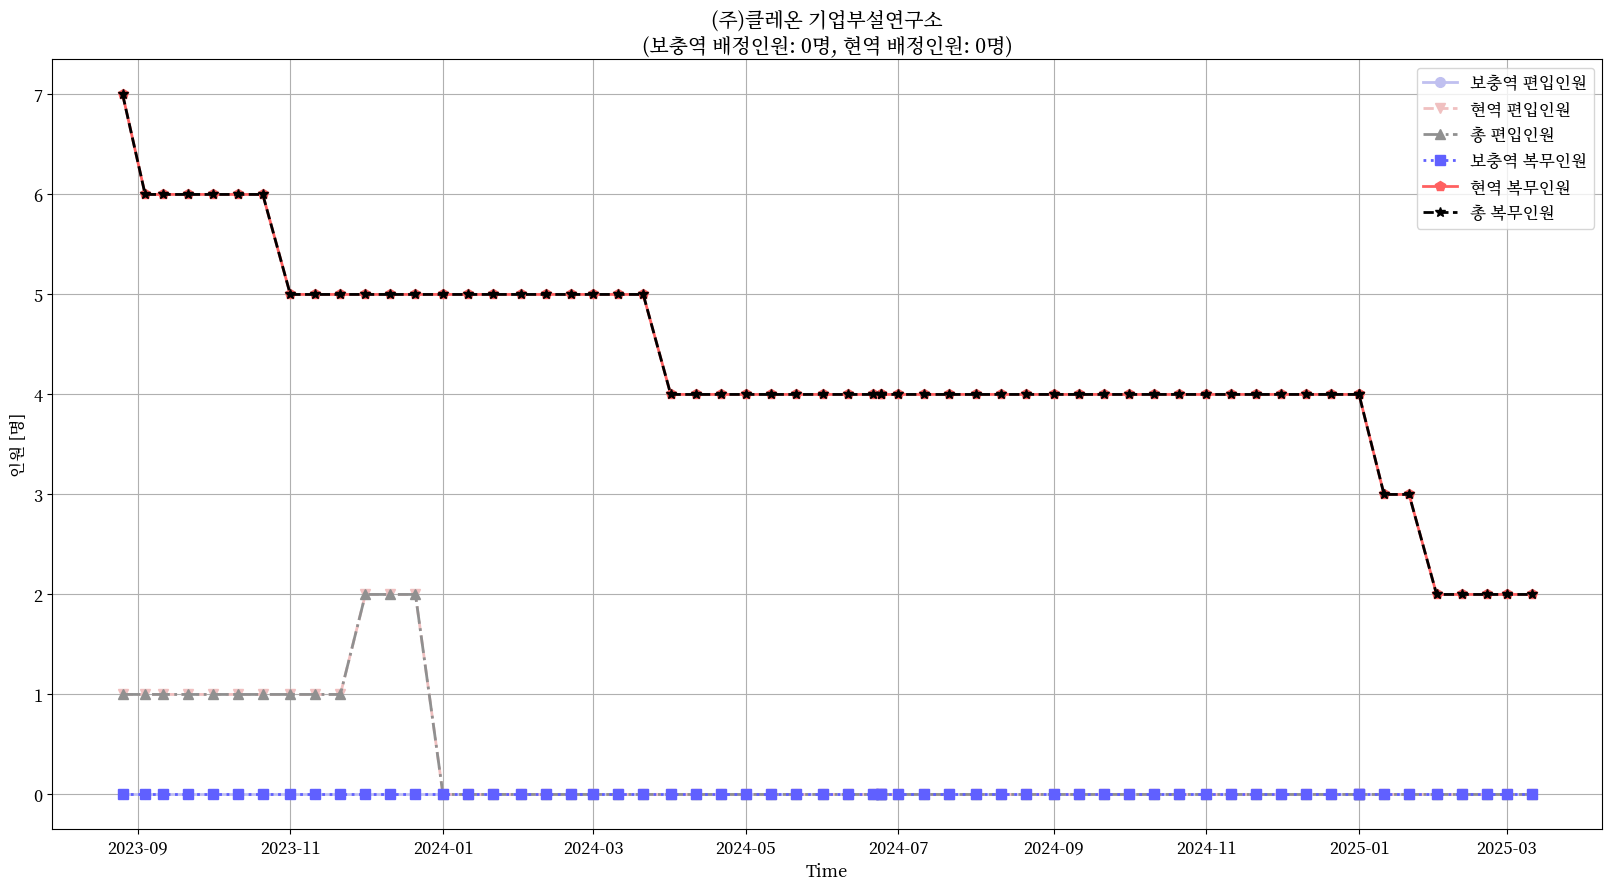 (주)클레온 기업부설연구소
(보충역 배정인원: 0명, 현역 배정인원: 0명)
보충역 편입인원
현역 편입인원
총 편입인원
보충역 복무인원
현역 복무인원
총 복무인원
인원 [명]
7
6
5
4
3
2
1
0
2023-09
2023-11
2024-01
2024-03
2024-05
2024-07
2024-09
2024-11
2025-01
2025-03
Time